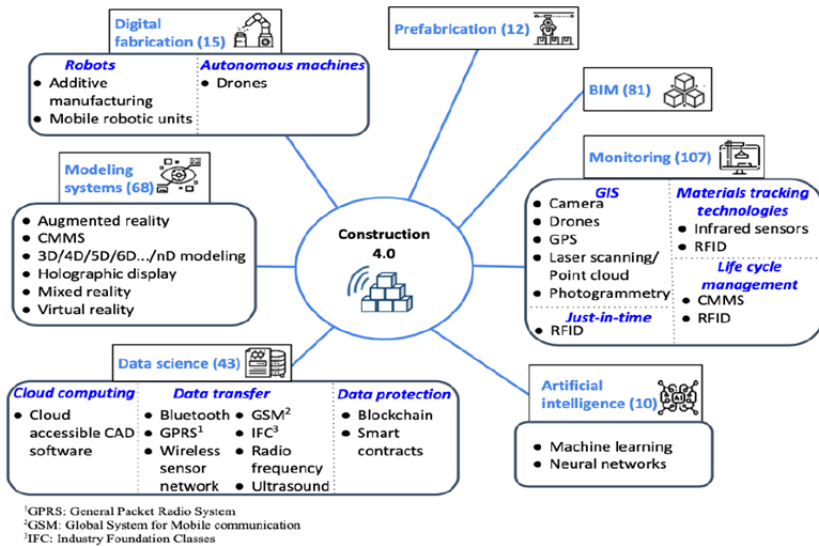 Digital
fabrication (15)
Robots
● Additive
manufacturing
● Mobile robotic units
Autonomous machines
● Drones
Prefabrication (12)
BIM (81)
Monitoring (107)
GIS
● Camera
● Drones
● GPS
● Laser scanning/
Point cloud
● Photogrammetry
Just-in-time
● RFID
Materials tracking
technologies
● Infrared sensors
● RFID
Life cycle
management
● CMMS
● RFID
Modeling
systems (68)
● Augmented reality
● CMMS
● 3D/4D/5D/6D.../nD modeling
● Holographic display
● Mixed reality
● Virtual reality
Construction
4.0
Data science (43)
Cloud computing
● Cloud
accessible CAD
software
Data transfer
● Bluetooth
● GPRS¹
● Wireless
sensor
network
● GSM²
● IFC³
● Radio
frequency
● Ultrasound
Data protection
● Blockchain
● Smart
contracts
Artificial
intelligence (10)
AI
● Machine learning
● Neural networks
¹GPRS: General Packet Radio System
²GSM: Global System for Mobile communication
³IFC: Industry Foundation Classes